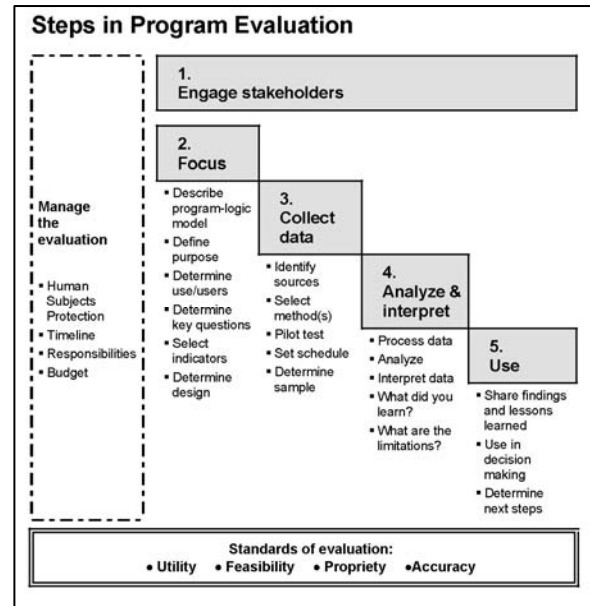 Steps in Program Evaluation
1.
Engage stakeholders
Manage
the
evaluation
▪ Human
Subjects
Protection
▪ Timeline
▪ Responsibilities
▪ Budget
2.
Focus
▪ Describe
program-logic
model
▪ Define
purpose
▪ Determine
use/users
▪ Determine
key questions
▪ Select
indicators
▪ Determine
design
3.
Collect
data
▪ Identify
sources
▪ Select
method(s)
▪ Pilot test
▪ Set schedule
▪ Determine
sample
4.
Analyze &
interpret
▪ Process data
▪ Analyze
▪ Interpret data
▪ What did you
learn?
▪ What are the
limitations?
5.
Use
▪ Share findings
and lessons
learned
▪ Use in
decision
making
▪ Determine
next steps
Standards of evaluation:
● Utility ● Feasibility ● Propriety ●Accuracy